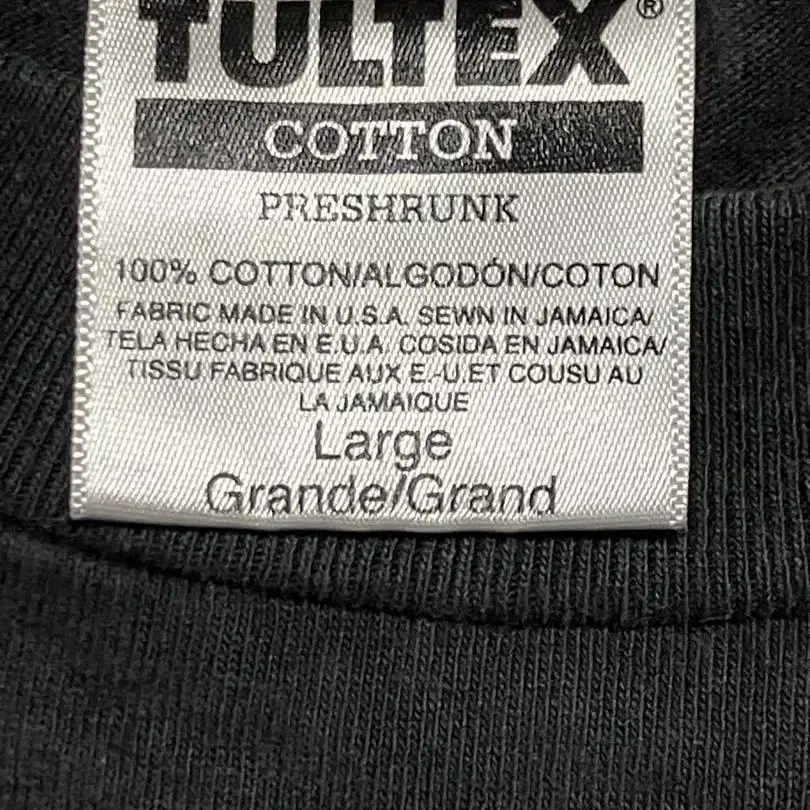 TULTEX®
COTTON
PRESHRUNK
100% COTTON/ALGODÓN/COTON
FABRIC MADE IN U.S.A. SEWN IN JAMAICA/
TELA HECHA EN E.U.A. COSIDA EN JAMAICA/
TISSU FABRIQUE AUX E.-U.ET COUSU AU
LA JAMAIQUE
Large
Grande/Grand